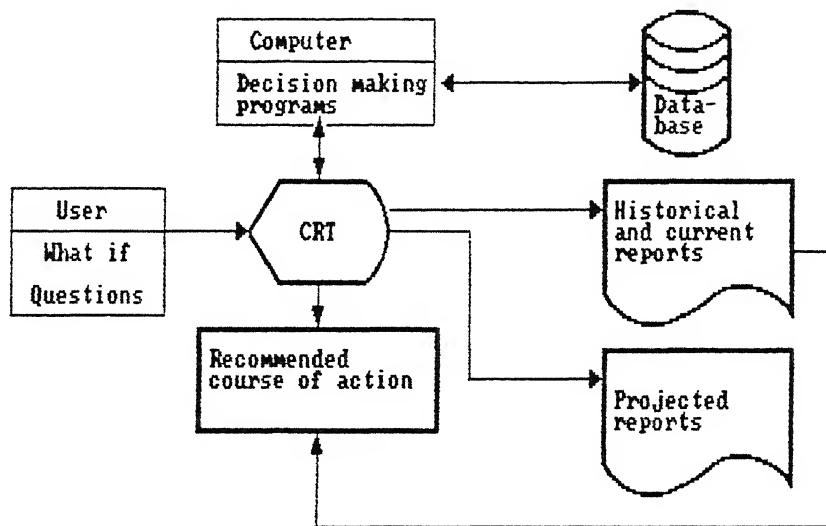 Computer
Decision making
programs
Data-
base
User
What if
Questions
CRT
Historical
and current
reports
Recommended
course of action
Projected
reports